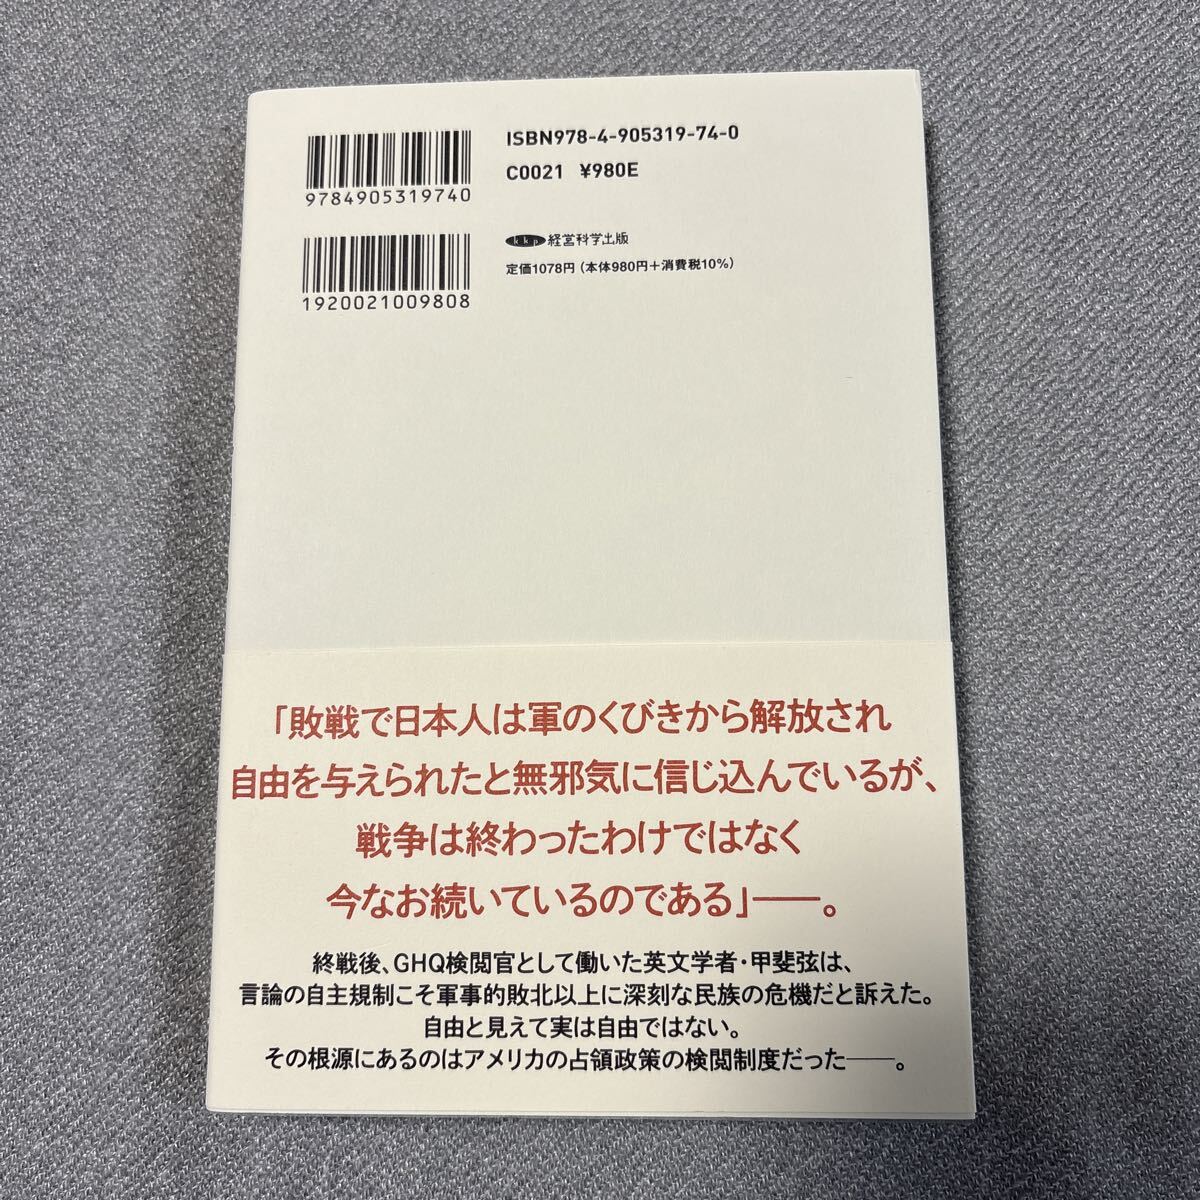 ISBN978-4-905319-74-0
C0021 ¥980E
9784905319740
kkp 経営科学出版
定価1078円(本体980円+消費税10%)
1920021009808
「敗戦で日本人は軍のくびきから解放され
自由を与えられたと無邪気に信じ込んでいるが、
戦争は終わったわけではなく
今なお続いているのである」――。
終戦後、GHQ検閲官として働いた英文学者・甲斐弦は、
言論の自主規制こそ軍事的敗北以上に深刻な民族の危機だと訴えた。
自由と見えて実は自由ではない。
その根源にあるのはアメリカの占領政策の検閲制度だった――。